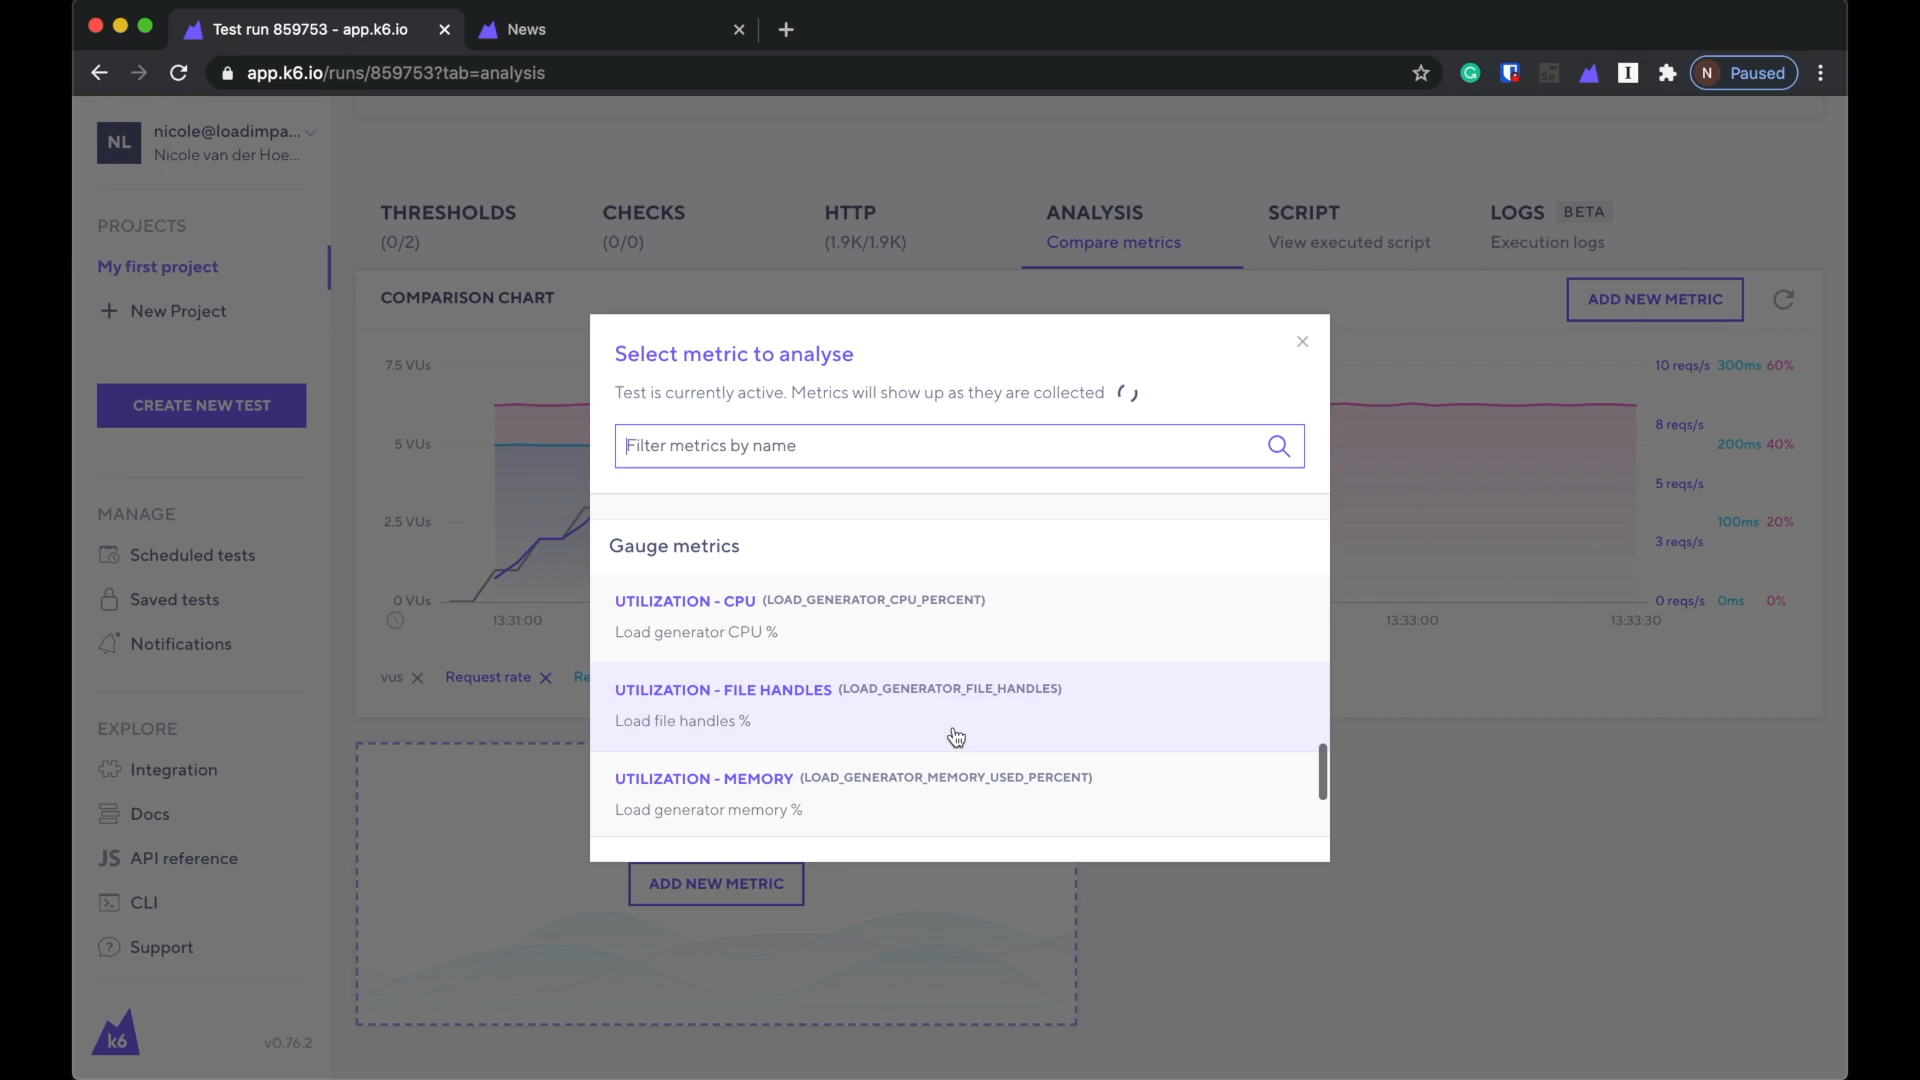 Test run 859753 - app.k6.io
News
app.k6.io/runs/859753?tab=analysis
N Paused
NL
nicole@loadimpa...
Nicole van der Hoe...
PROJECTS
My first project
New Project
CREATE NEW TEST
MANAGE
Scheduled tests
Saved tests
Notifications
EXPLORE
Integration
Docs
JS API reference
CLI
Support
k6
v0.76.2
THRESHOLDS
(0/2)
CHECKS
(0/0)
HTTP
(1.9K/1.9K)
ANALYSIS
Compare metrics
SCRIPT
View executed script
LOGS BETA
Execution logs
COMPARISON CHART
ADD NEW METRIC
7.5 VUs
5 VUs
2.5 VUs
0 VUs
13:31:00
13:33:00
13:33:30
10 reqs/s 300ms 60%
8 reqs/s
200ms 40%
5 reqs/s
100ms 20%
3 reqs/s
0 reqs/s 0ms 0%
vus
Request rate
Re
Select metric to analyse
Test is currently active. Metrics will show up as they are collected
Filter metrics by name
Gauge metrics
UTILIZATION - CPU (LOAD_GENERATOR_CPU_PERCENT)
Load generator CPU %
UTILIZATION - FILE HANDLES (LOAD_GENERATOR_FILE_HANDLES)
Load file handles %
UTILIZATION - MEMORY (LOAD_GENERATOR_MEMORY_USED_PERCENT)
Load generator memory %
ADD NEW METRIC